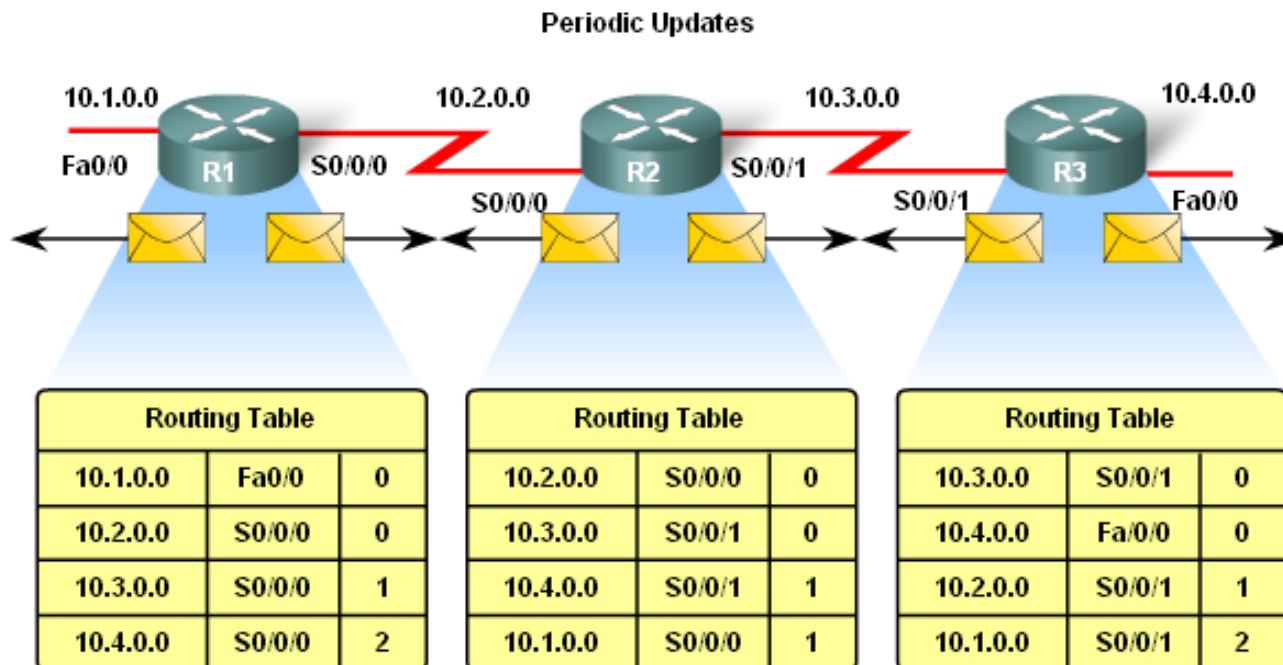 Periodic Updates
10.1.0.0
10.2.0.0
10.3.0.0
10.4.0.0
Fa0/0
R1
S0/0/0
S0/0/0
R2
S0/0/1
S0/0/1
R3
Fa0/0
Routing Table
10.1.0.0 Fa0/0 0
10.2.0.0 S0/0/0 0
10.3.0.0 S0/0/0 1
10.4.0.0 S0/0/0 2
Routing Table
10.2.0.0 S0/0/0 0
10.3.0.0 S0/0/1 0
10.4.0.0 S0/0/1 1
10.1.0.0 S0/0/0 1
Routing Table
10.3.0.0 S0/0/1 0
10.4.0.0 Fa/0/0 0
10.2.0.0 S0/0/1 1
10.1.0.0 S0/0/1 2